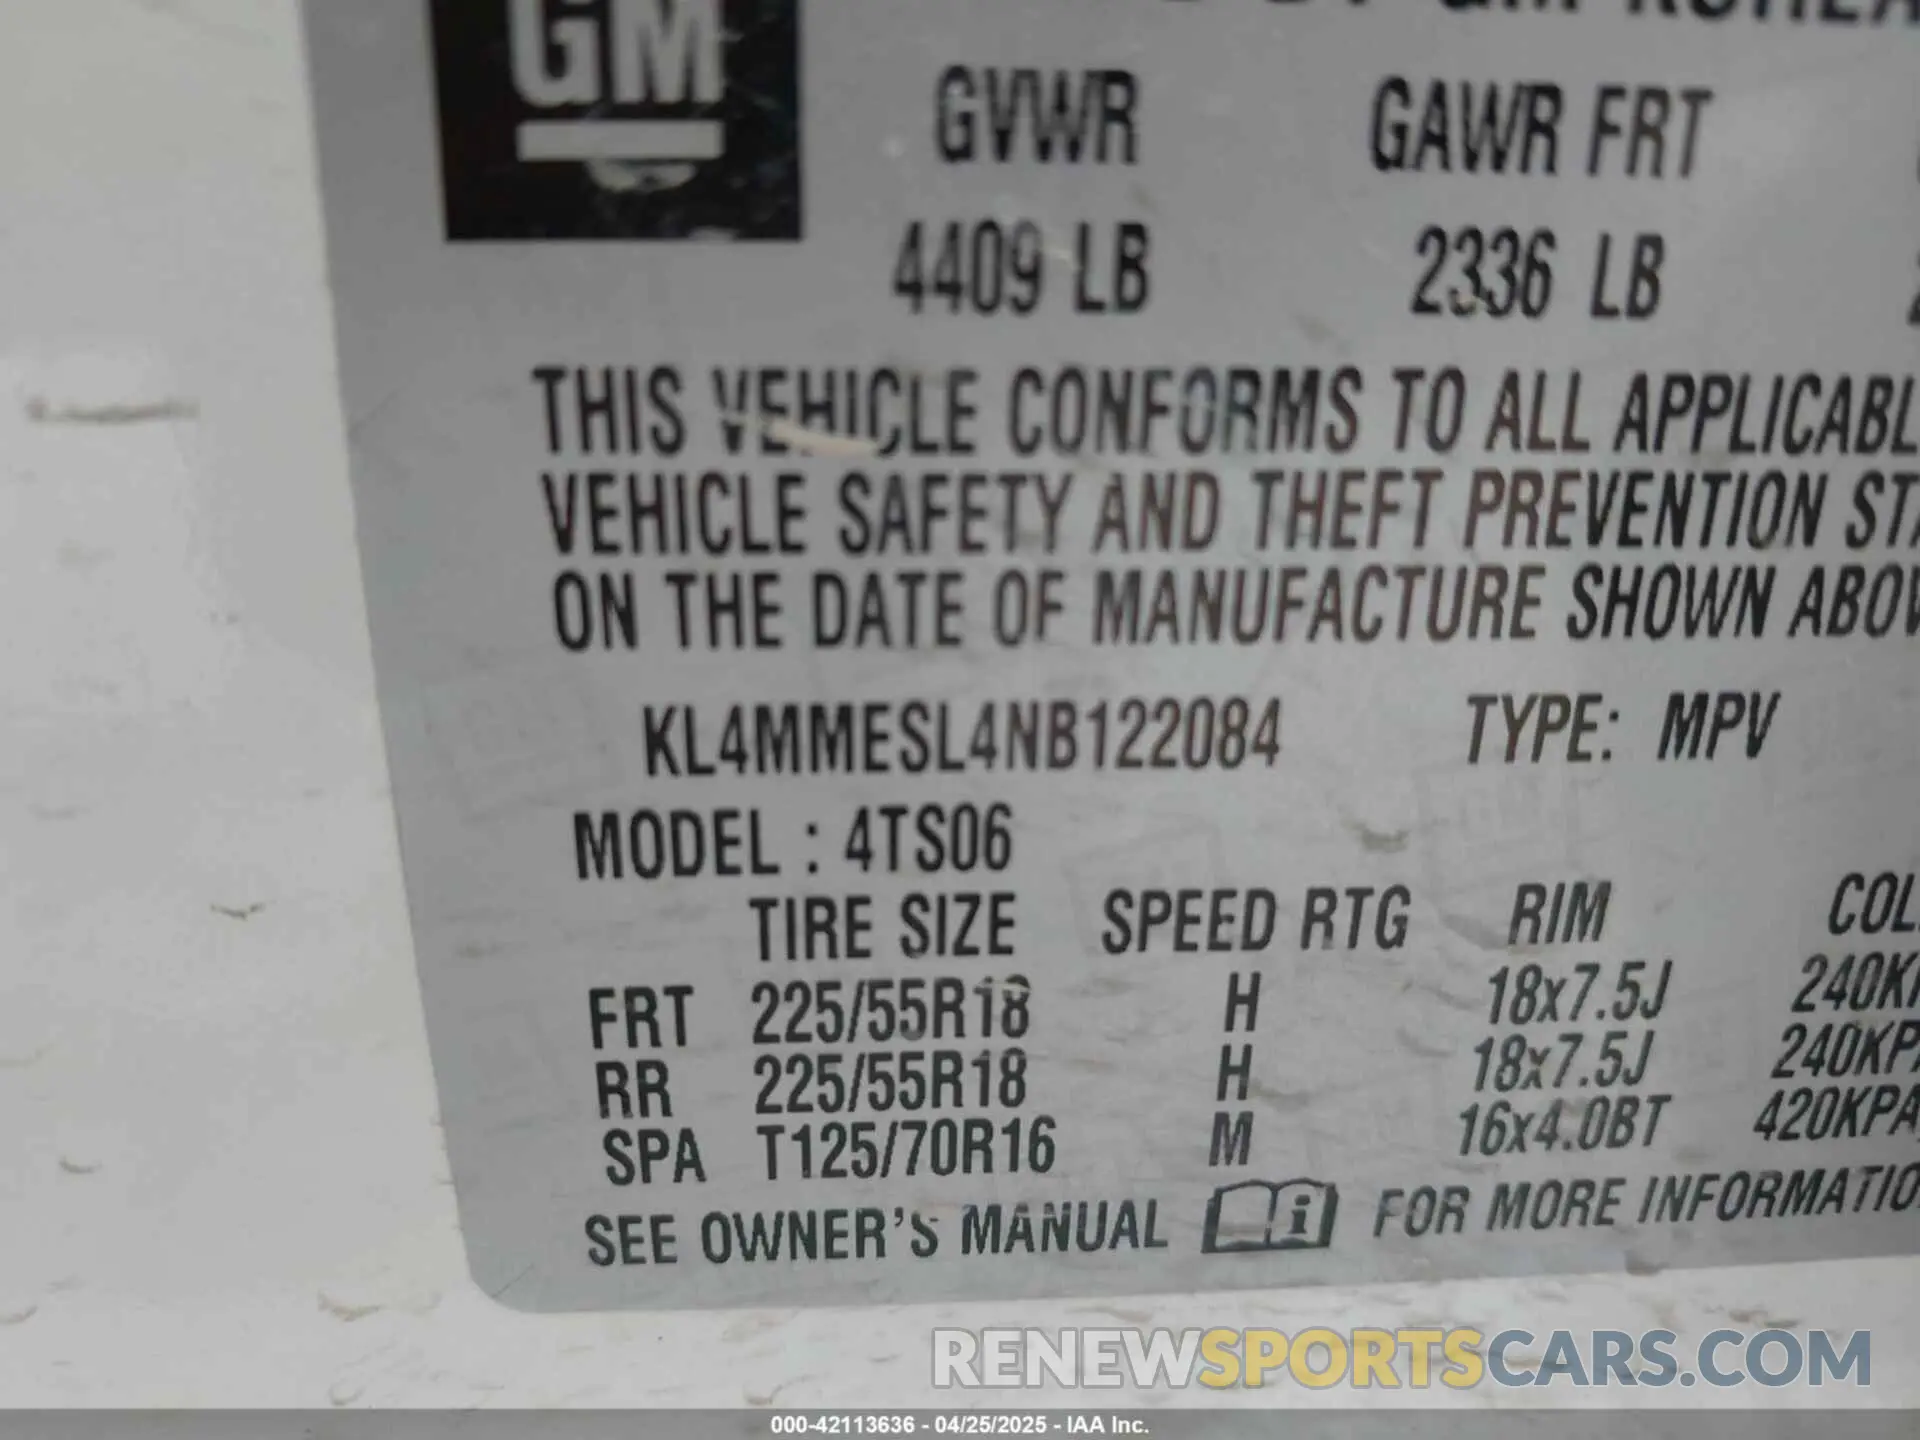 GM
GVWR GAWR FRT
4409 LB 2336 LB
THIS VEHICLE CONFORMS TO ALL APPLICABL
VEHICLE SAFETY AND THEFT PREVENTION STA
ON THE DATE OF MANUFACTURE SHOWN ABOV
KL4MMESL4NB122084 TYPE: MPV
MODEL : 4TS06
TIRE SIZE SPEED RTG RIM COL
FRT 225/55R18 H 18x7.5J 240KP
RR 225/55R18 H 18x7.5J 240KPA
SPA T125/70R16 M 16x4.0BT 420KPA
SEE OWNER'S MANUAL i FOR MORE INFORMATIO
RENEWSPORTSCARS.COM
000-42113636 - 04/25/2025 - IAA Inc.